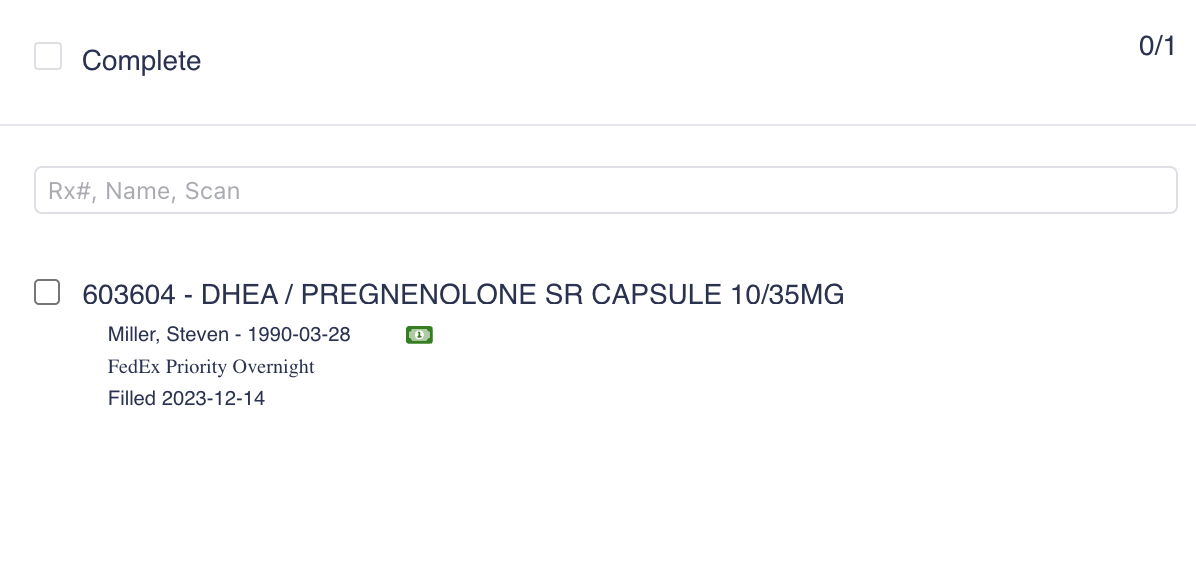 Complete
0/1
Rx#, Name, Scan
603604 - DHEA / PREGNENOLONE SR CAPSULE 10/35MG
Miller, Steven - 1990-03-28
FedEx Priority Overnight
Filled 2023-12-14